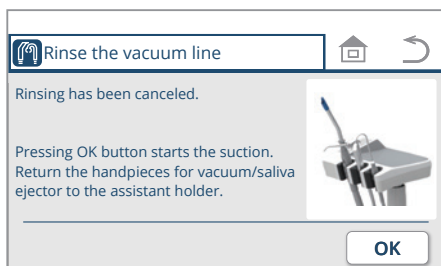 Rinse the vacuum line
Rinsing has been canceled.
Pressing OK button starts the suction.
Return the handpieces for vacuum/saliva
ejector to the assistant holder.
OK